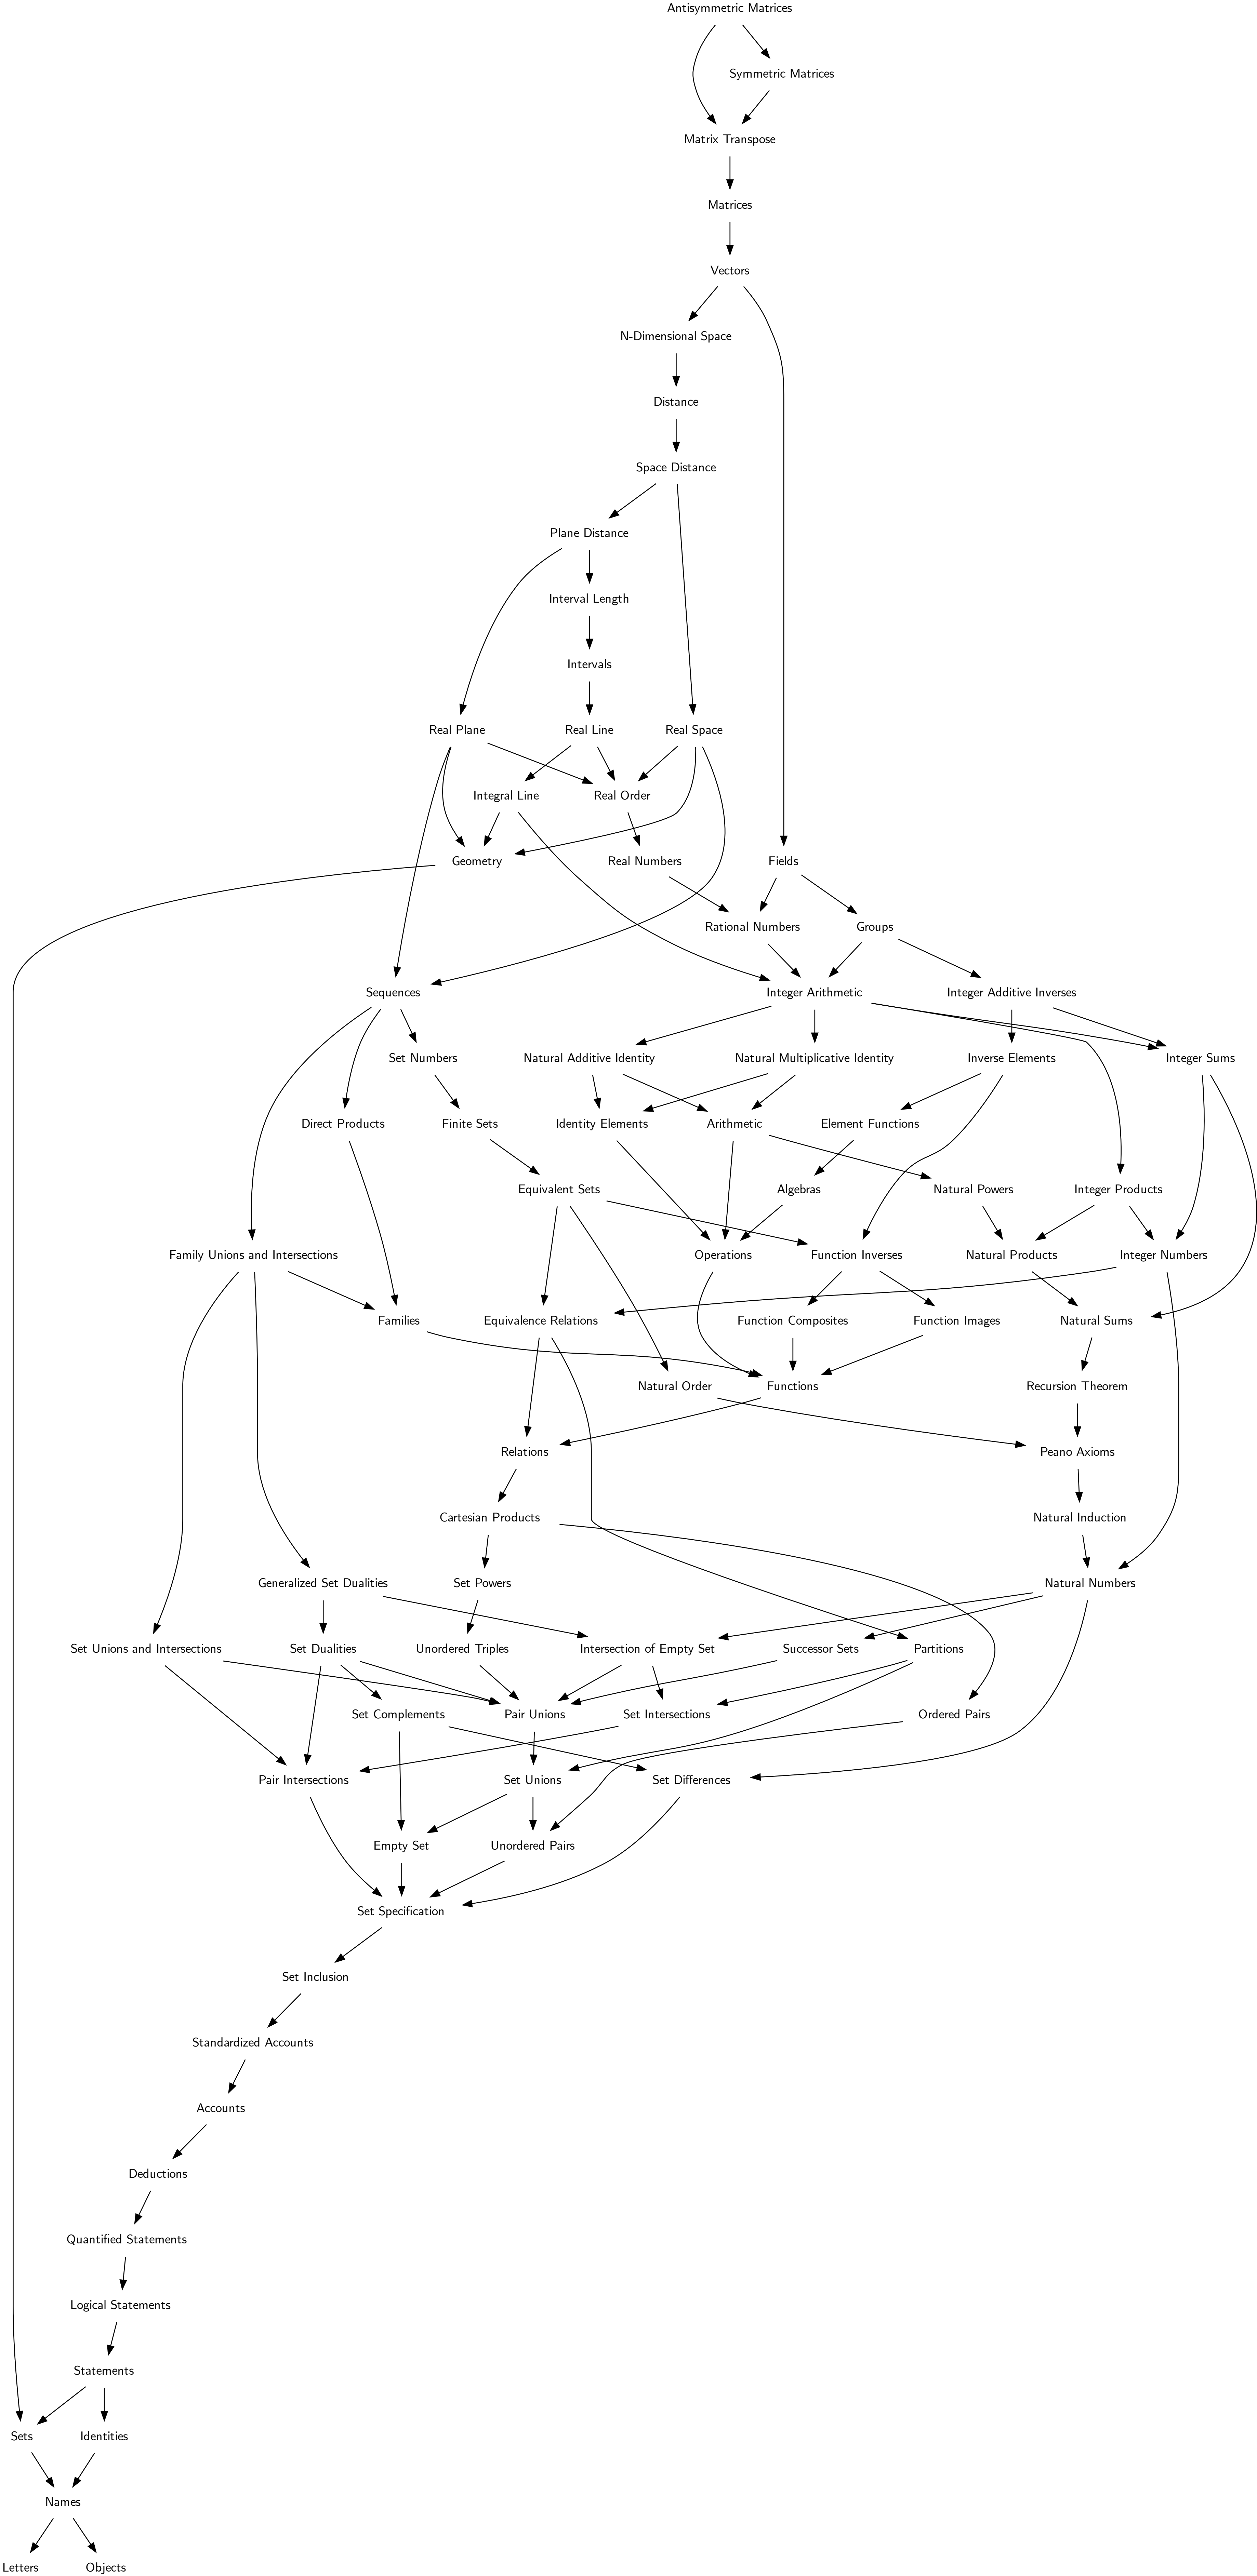 Antisymmetric Matrices
Symmetric Matrices
Matrix Transpose
Matrices
Vectors
N-Dimensional Space
Distance
Space Distance
Plane Distance
Interval Length
Intervals
Real Plane
Real Line
Real Space
Integral Line
Real Order
Geometry
Real Numbers
Fields
Rational Numbers
Groups
Sequences
Integer Arithmetic
Integer Additive Inverses
Set Numbers
Natural Additive Identity
Natural Multiplicative Identity
Inverse Elements
Integer Sums
Direct Products
Finite Sets
Identity Elements
Arithmetic
Element Functions
Equivalent Sets
Algebras
Natural Powers
Integer Products
Family Unions and Intersections
Operations
Function Inverses
Natural Products
Integer Numbers
Families
Equivalence Relations
Function Composites
Function Images
Natural Sums
Natural Order
Functions
Recursion Theorem
Relations
Peano Axioms
Cartesian Products
Natural Induction
Generalized Set Dualities
Set Powers
Natural Numbers
Set Unions and Intersections
Set Dualities
Unordered Triples
Intersection of Empty Set
Successor Sets
Partitions
Set Complements
Pair Unions
Set Intersections
Ordered Pairs
Pair Intersections
Set Unions
Set Differences
Empty Set
Unordered Pairs
Set Specification
Set Inclusion
Standardized Accounts
Accounts
Deductions
Quantified Statements
Logical Statements
Statements
Sets
Identities
Names
Letters
Objects